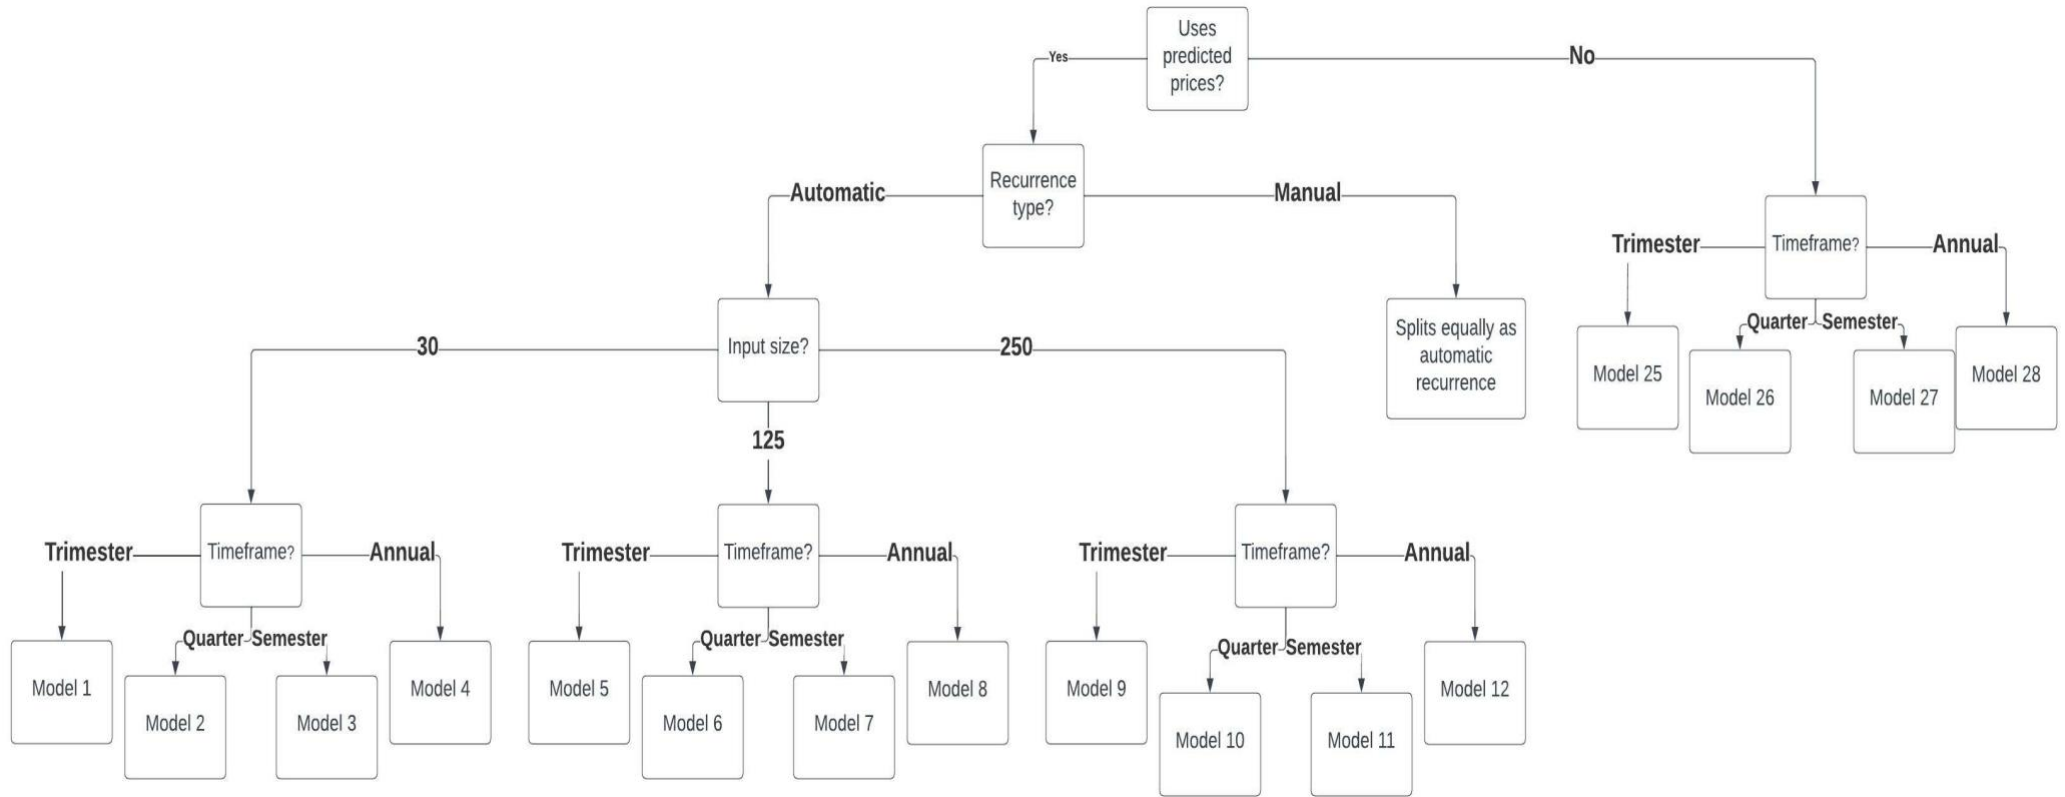 Uses
predicted
prices?
Yes
No
Recurrence
type?
Automatic
Manual
Timeframe?
Trimester
Annual
Quarter
Semester
Model 25
Model 26
Model 27
Model 28
Splits equally as
automatic
recurrence
Input size?
30
250
125
Timeframe?
Trimester
Annual
Quarter
Semester
Model 1
Model 2
Model 3
Model 4
Timeframe?
Trimester
Annual
Quarter
Semester
Model 5
Model 6
Model 7
Model 8
Timeframe?
Trimester
Annual
Quarter
Semester
Model 9
Model 10
Model 11
Model 12